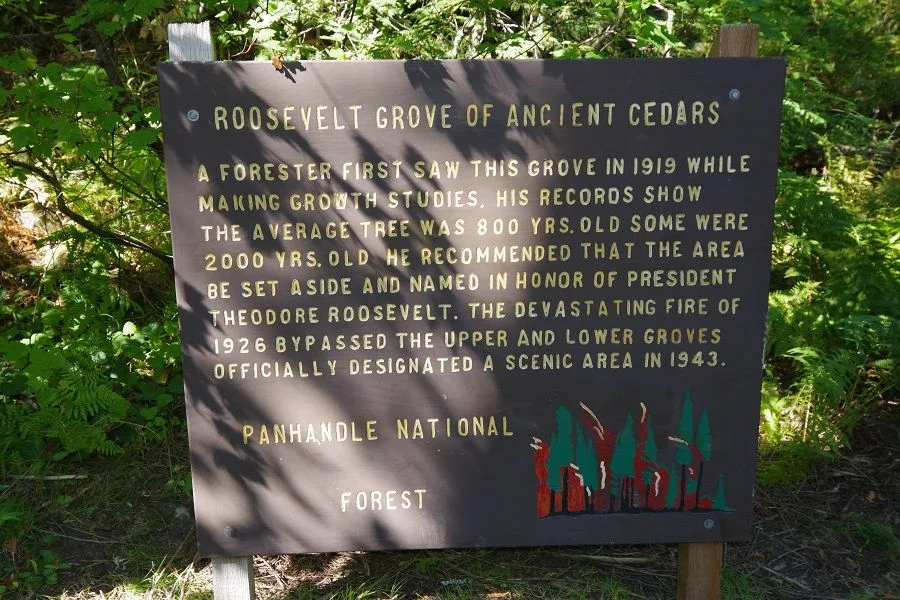 ROOSEVELT GROVE OF ANCIENT CEDARS
A FORESTER FIRST SAW THIS GROVE IN 1919 WHILE
MAKING GROWTH STUDIES. HIS RECORDS SHOW
THE AVERAGE TREE WAS 800 YRS. OLD SOME WERE
2000 YRS. OLD HE RECOMMENDED THAT THE AREA
BE SET ASIDE AND NAMED IN HONOR OF PRESIDENT
THEODORE ROOSEVELT. THE DEVASTATING FIRE OF
1926 BYPASSED THE UPPER AND LOWER GROVES
OFFICIALLY DESIGNATED A SCENIC AREA IN 1943.
PANHANDLE NATIONAL
FOREST